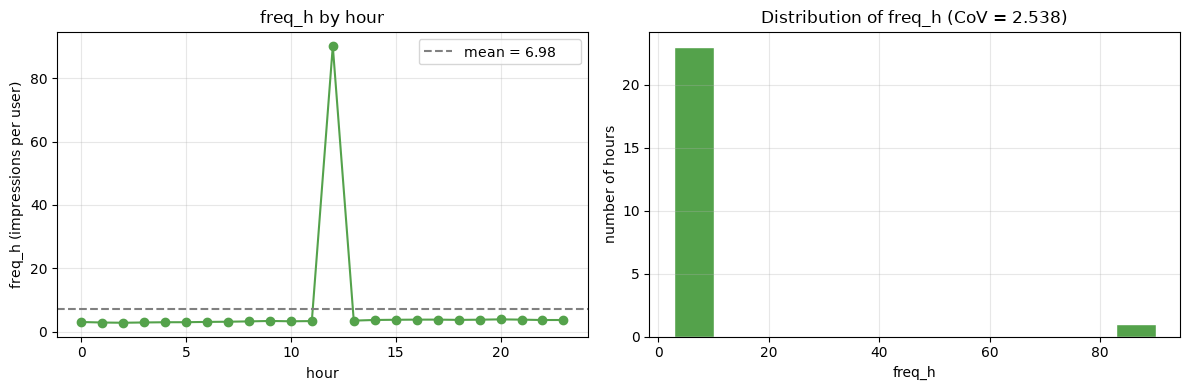 freq_h by hour
freq_h (impressions per user)
80
60
40
20
0
mean = 6.98
0 5 10 15 20
hour
Distribution of freq_h (CoV = 2.538)
number of hours
20
15
10
5
0
0 20 40 60 80
freq_h